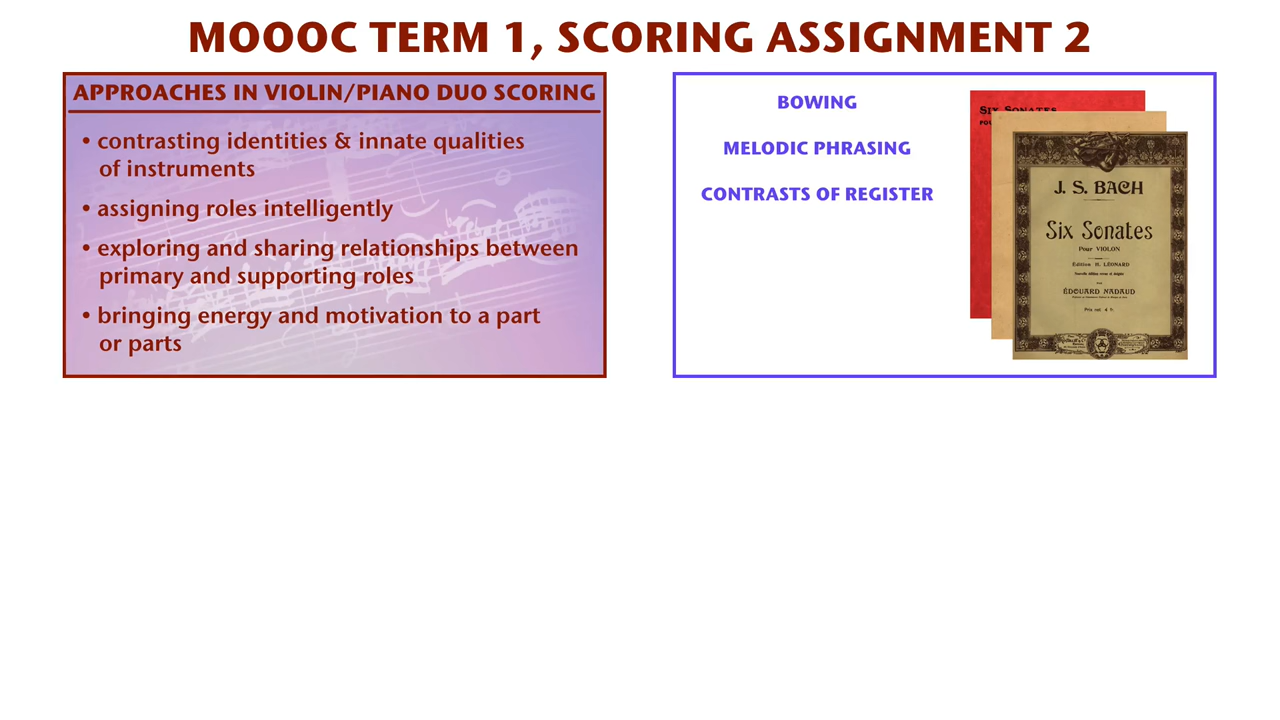 MOOOC TERM 1, SCORING ASSIGNMENT 2
APPROACHES IN VIOLIN/PIANO DUO SCORING
• contrasting identities & innate qualities
of instruments
• assigning roles intelligently
• exploring and sharing relationships between
primary and supporting roles
• bringing energy and motivation to a part
or parts
BOWING
MELODIC PHRASING
CONTRASTS OF REGISTER
SIX SONATES
J. S. BACH
Six Sonates
Pour VIOLON
Édition H. LÉONARD
ÉDOUARD NADAUD